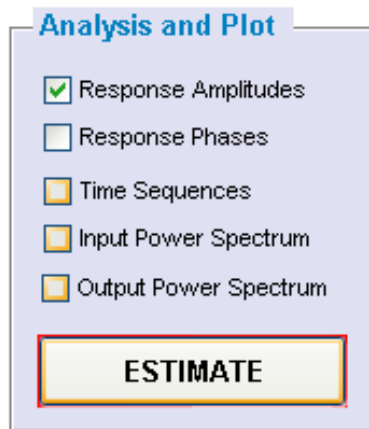 Analysis and Plot
Response Amplitudes
Response Phases
Time Sequences
Input Power Spectrum
Output Power Spectrum
ESTIMATE